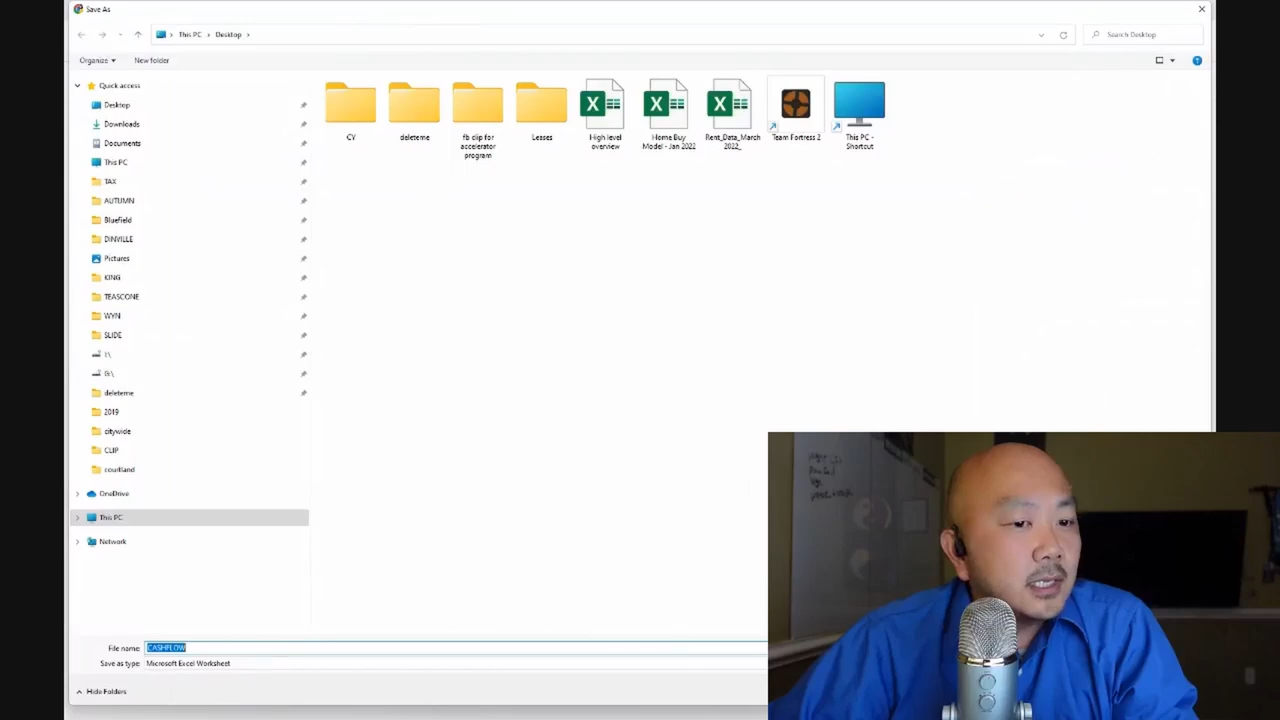 Save As
This PC
Desktop
Search Desktop
Organize
New folder
Quick access
Desktop
Downloads
Documents
This PC
TAX
AUTUMN
Bluefield
DINVILLE
Pictures
KING
TEASCONE
WYN
SLIDE
I:\
G:\
deleteme
2019
citywide
CLIP
courtland
OneDrive
This PC
Network
CY
deleteme
fb clip for
accelerator
program
Leases
High level
overview
Home Buy
Model - Jan 2022
Rent_Data_March
2022_
Team Fortress 2
This PC -
Shortcut
File name: CASHFLOW
Save as type: Microsoft Excel Worksheet
Hide Folders